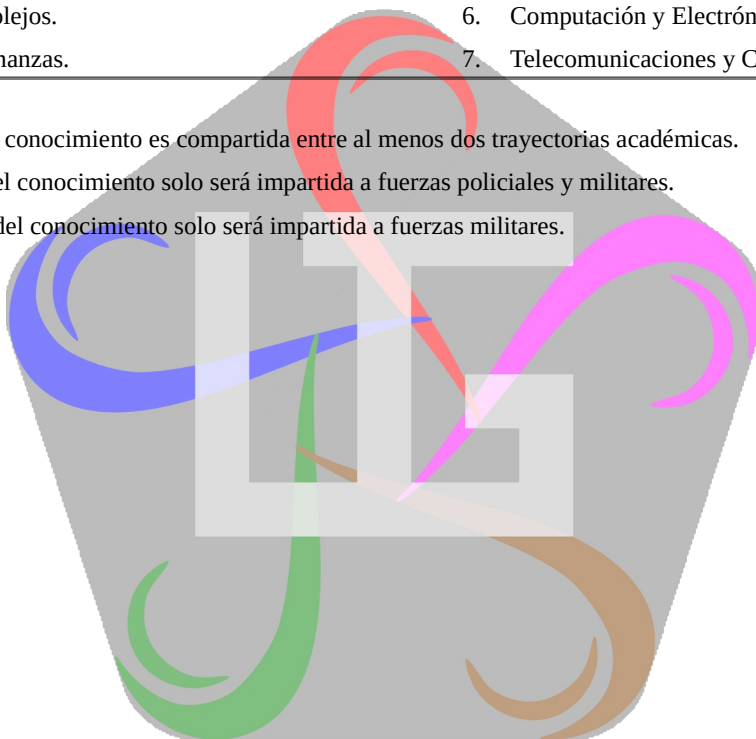 plejos.
6. Computación y Electrón
nanzas.
7. Telecomunicaciones y C
conocimiento es compartida entre al menos dos trayectorias académicas.
el conocimiento solo será impartida a fuerzas policiales y militares.
del conocimiento solo será impartida a fuerzas militares.
LTG